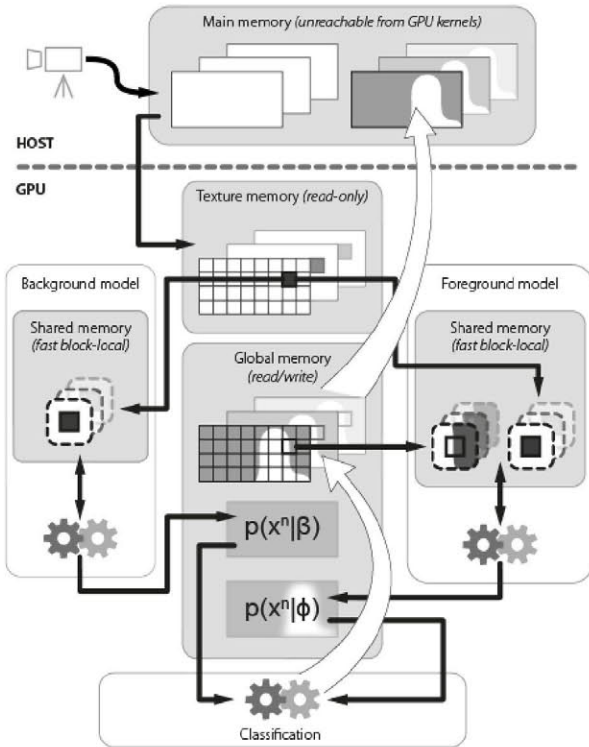 Main memory (unreachable from GPU kernels)
HOST
GPU
Texture memory (read-only)
Background model
Foreground model
Shared memory
(fast block-local)
Shared memory
(fast block-local)
Global memory
(read/write)
p(xⁿ|β)
p(xⁿ|ϕ)
Classification